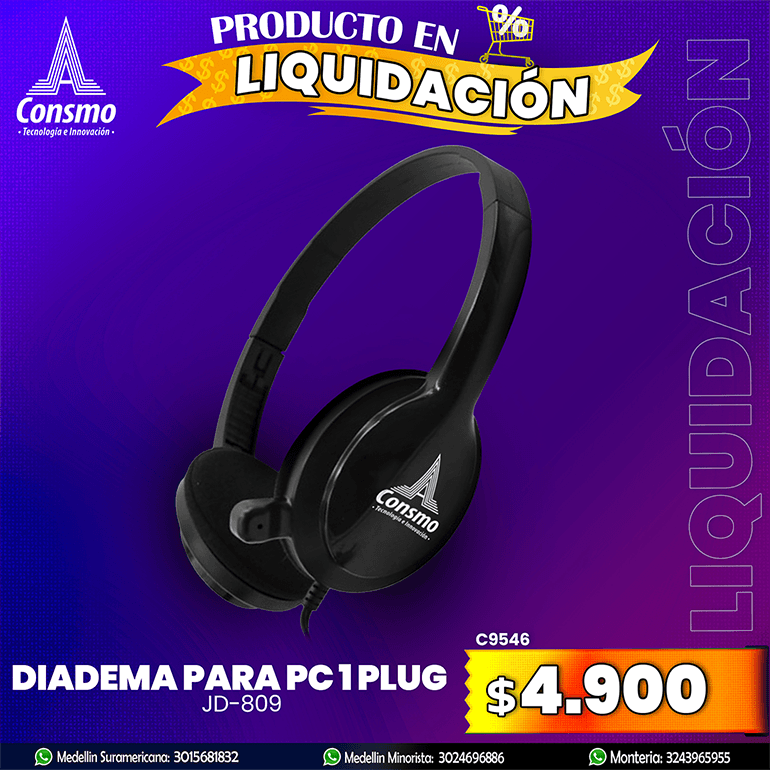 PRODUCTO EN
%
LIQUIDACIÓN
A
Consmo
• Tecnología e Innovación •
LIQUIDACIÓN
A
Consmo
• Tecnología e Innovación •
C9546
DIADEMA PARA PC 1 PLUG
JD-809
$4.900
Medellin Suramericana: 3015681832
Medellin Minorista: 3024696886
Monteria: 3243965955